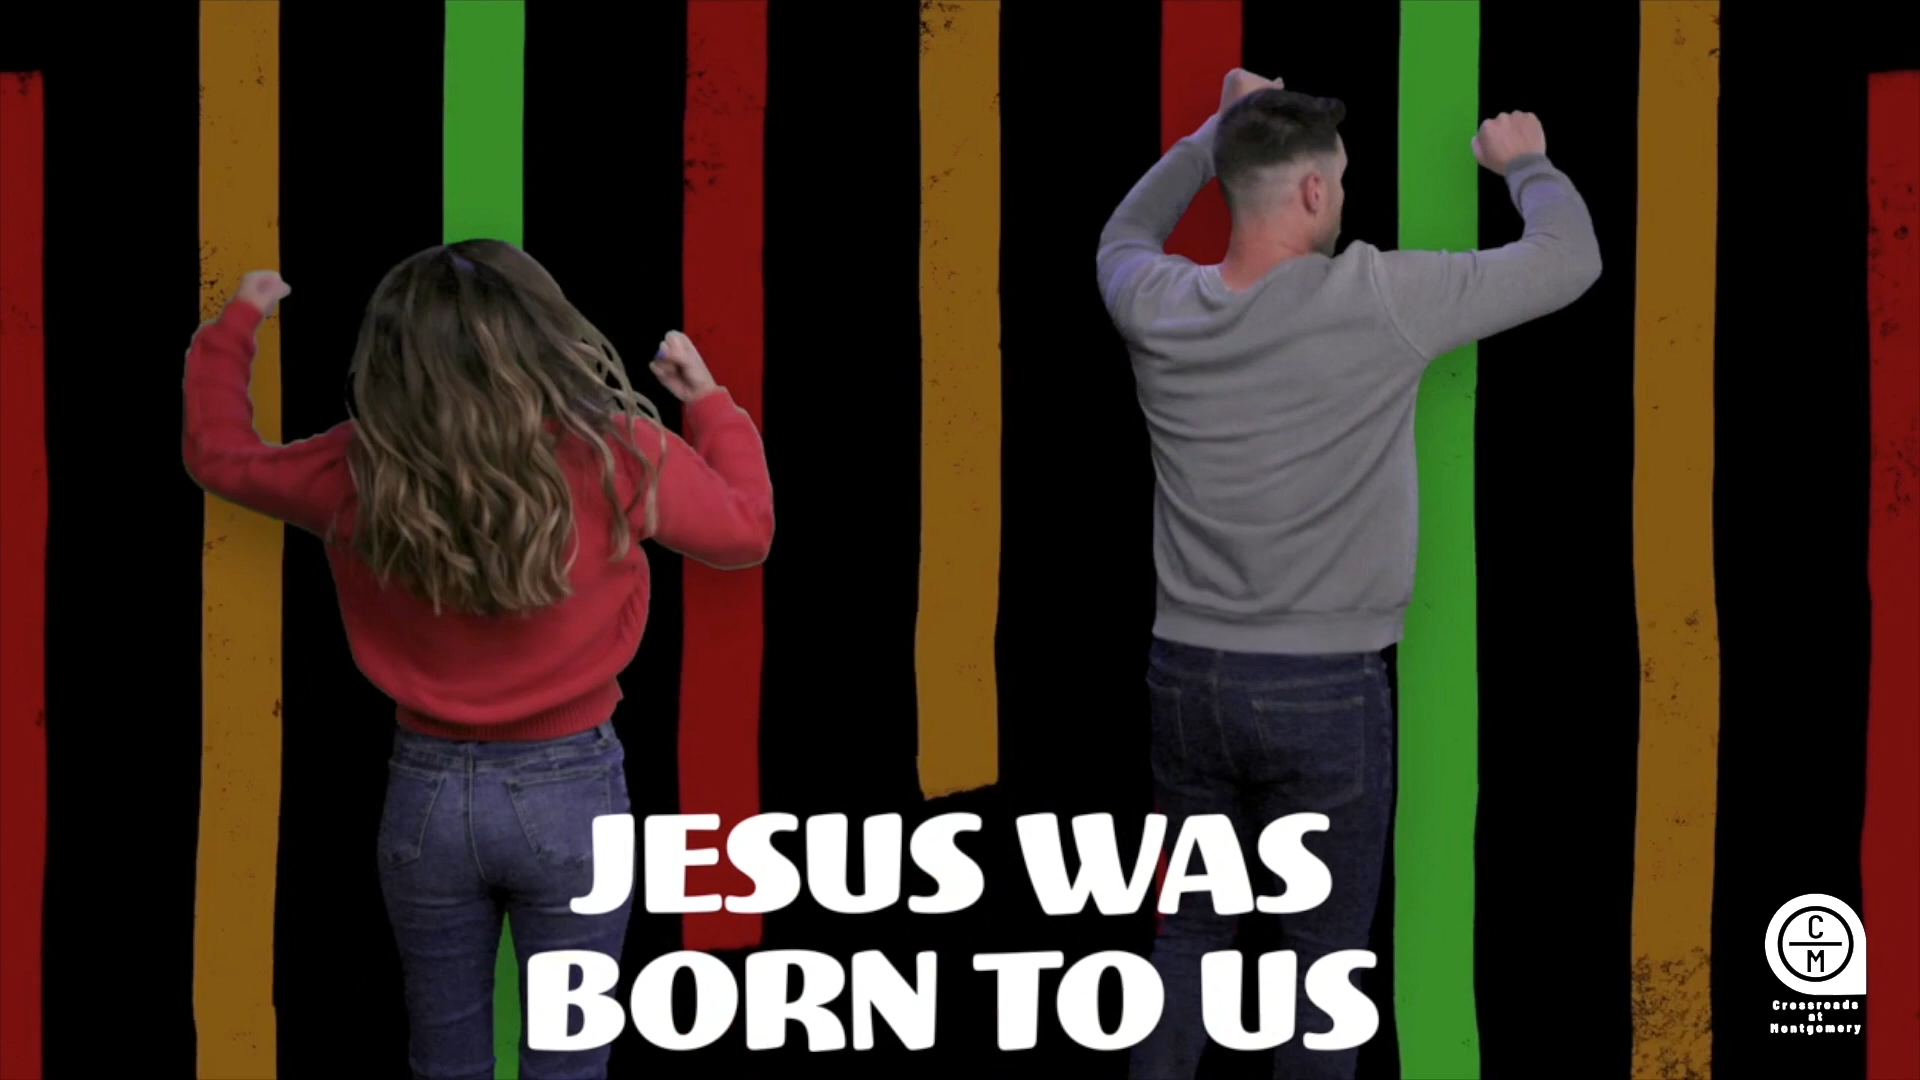 JESUS WAS
BORN TO US
C
M
Crossroads
at
Montgomery